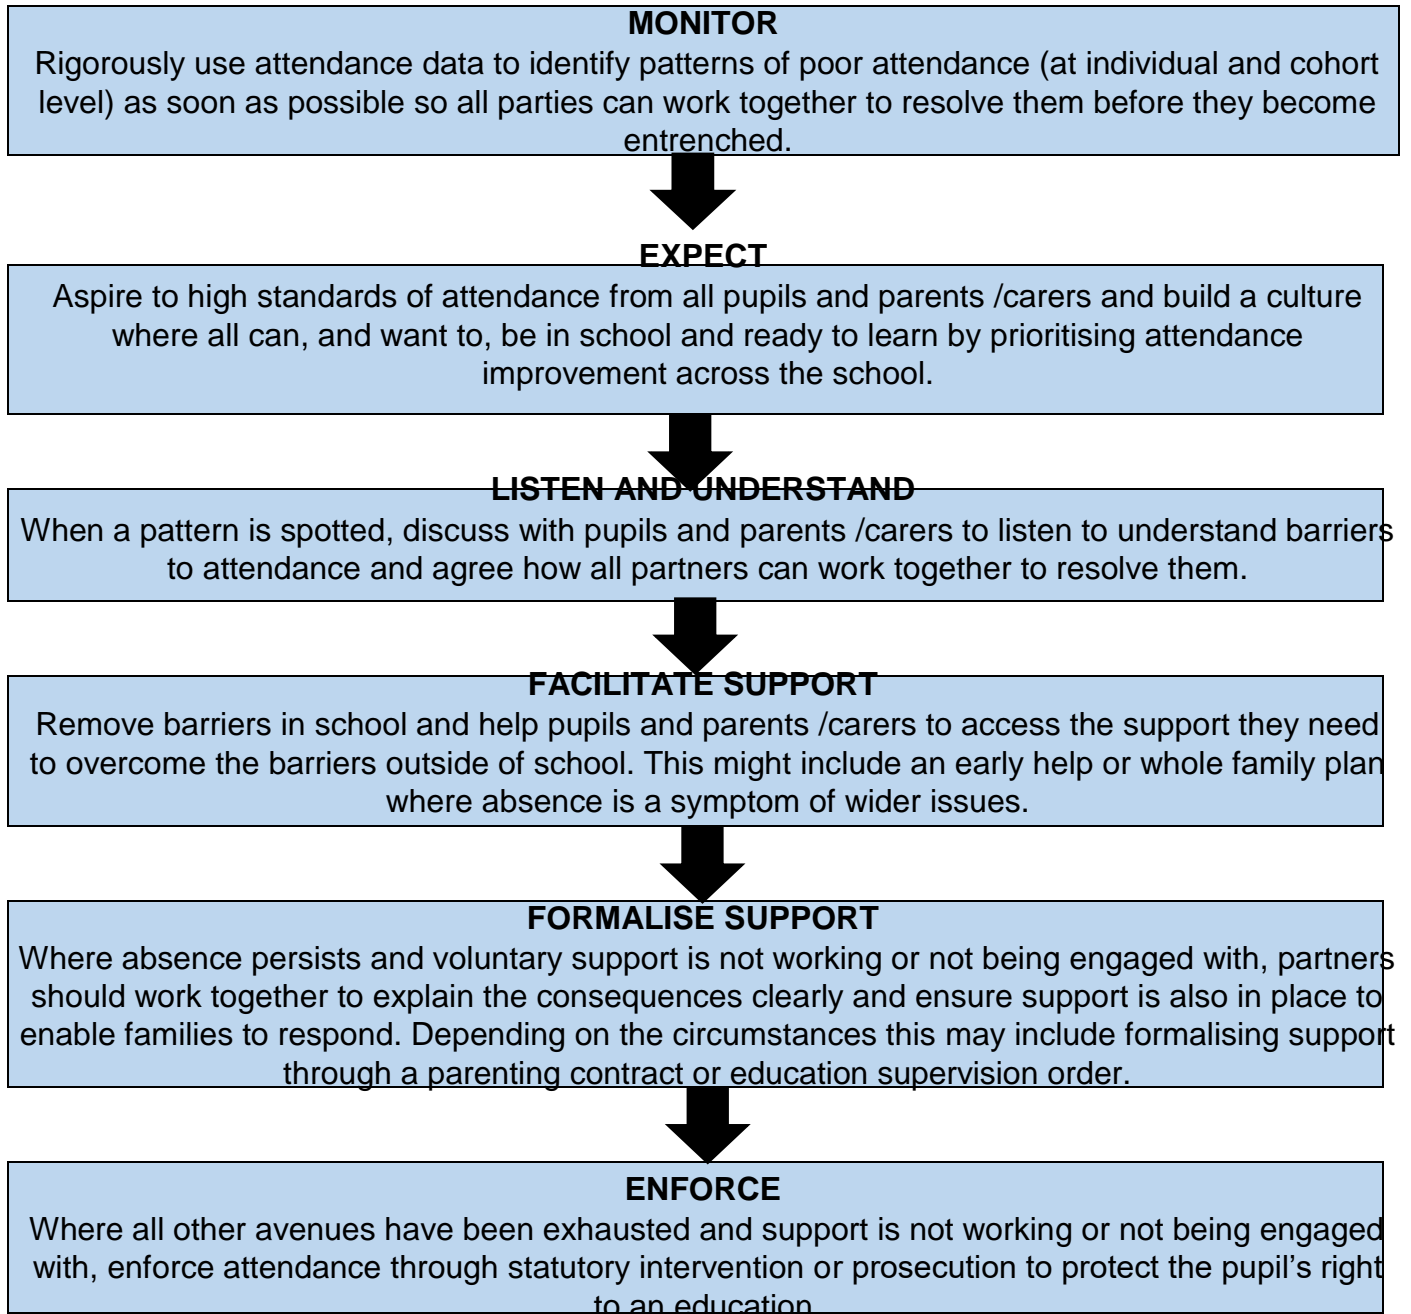 MONITOR
Rigorously use attendance data to identify patterns of poor attendance (at individual and cohort
level) as soon as possible so all parties can work together to resolve them before they become
entrenched.
EXPECT
Aspire to high standards of attendance from all pupils and parents /carers and build a culture
where all can, and want to, be in school and ready to learn by prioritising attendance
improvement across the school.
LISTEN AND UNDERSTAND
When a pattern is spotted, discuss with pupils and parents /carers to listen to understand barriers
to attendance and agree how all partners can work together to resolve them.
FACILITATE SUPPORT
Remove barriers in school and help pupils and parents /carers to access the support they need
to overcome the barriers outside of school. This might include an early help or whole family plan
where absence is a symptom of wider issues.
FORMALISE SUPPORT
Where absence persists and voluntary support is not working or not being engaged with, partners
should work together to explain the consequences clearly and ensure support is also in place to
enable families to respond. Depending on the circumstances this may include formalising support
through a parenting contract or education supervision order.
ENFORCE
Where all other avenues have been exhausted and support is not working or not being engaged
with, enforce attendance through statutory intervention or prosecution to protect the pupil’s right
to an education